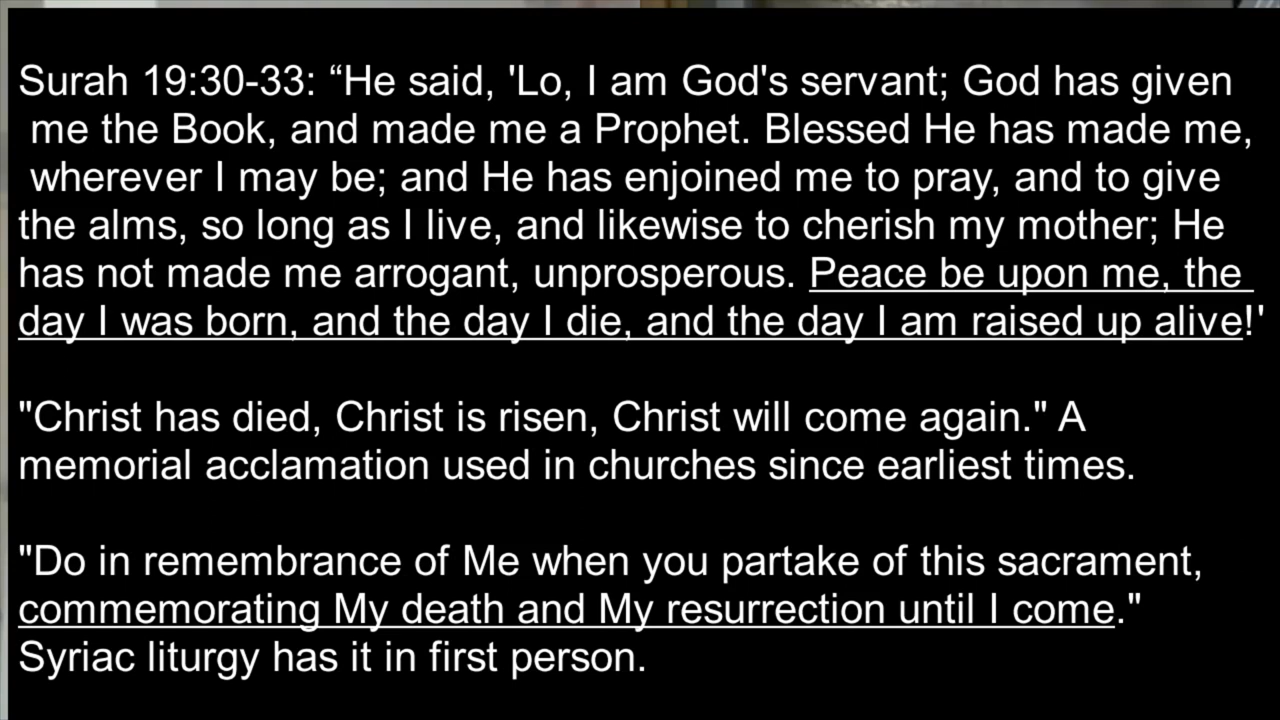 Surah 19:30-33: “He said, 'Lo, I am God's servant; God has given
me the Book, and made me a Prophet. Blessed He has made me,
wherever I may be; and He has enjoined me to pray, and to give
the alms, so long as I live, and likewise to cherish my mother; He
has not made me arrogant, unprosperous. Peace be upon me, the
day I was born, and the day I die, and the day I am raised up alive!'
"Christ has died, Christ is risen, Christ will come again." A
memorial acclamation used in churches since earliest times.
"Do in remembrance of Me when you partake of this sacrament,
commemorating My death and My resurrection until I come."
Syriac liturgy has it in first person.